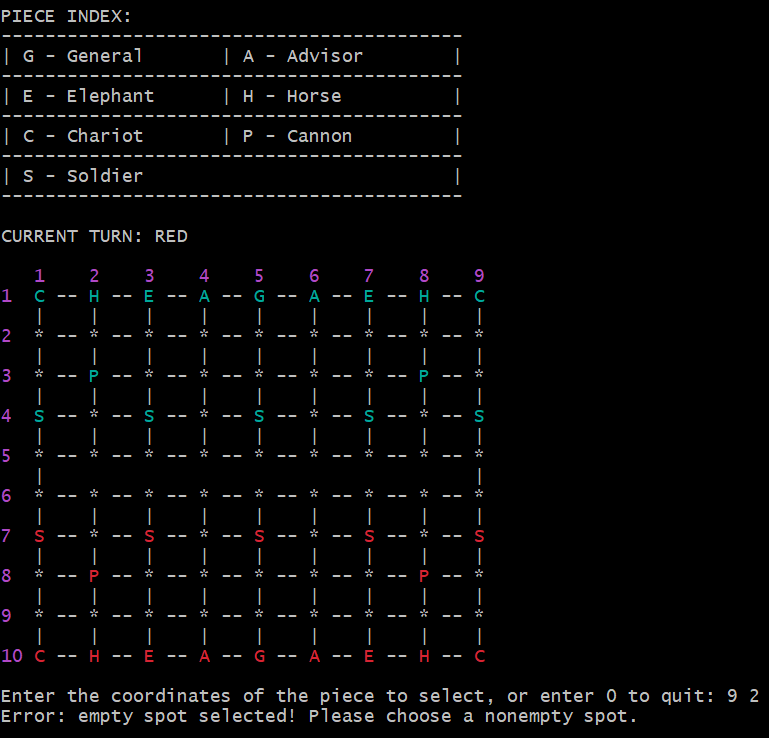 PIECE INDEX:
------------------------------------------
| G - General       | A - Advisor        |
------------------------------------------
| E - Elephant      | H - Horse          |
------------------------------------------
| C - Chariot       | P - Cannon         |
------------------------------------------
| S - Soldier                            |
------------------------------------------
CURRENT TURN: RED
   1    2    3    4    5    6    7    8    9
1  C -- H -- E -- A -- G -- A -- E -- H -- C
   |    |    |    |    |    |    |    |    |
2  * -- * -- * -- * -- * -- * -- * -- * -- *
   |    |    |    |    |    |    |    |    |
3  * -- P -- * -- * -- * -- * -- * -- P -- *
   |    |    |    |    |    |    |    |    |
4  S -- * -- S -- * -- S -- * -- S -- * -- S
   |    |    |    |    |    |    |    |    |
5  * -- * -- * -- * -- * -- * -- * -- * -- *
   |                                       |
6  * -- * -- * -- * -- * -- * -- * -- * -- *
   |    |    |    |    |    |    |    |    |
7  S -- * -- S -- * -- S -- * -- S -- * -- S
   |    |    |    |    |    |    |    |    |
8  * -- P -- * -- * -- * -- * -- * -- P -- *
   |    |    |    |    |    |    |    |    |
9  * -- * -- * -- * -- * -- * -- * -- * -- *
   |    |    |    |    |    |    |    |    |
10 C -- H -- E -- A -- G -- A -- E -- H -- C
Enter the coordinates of the piece to select, or enter 0 to quit: 9 2
Error: empty spot selected! Please choose a nonempty spot.